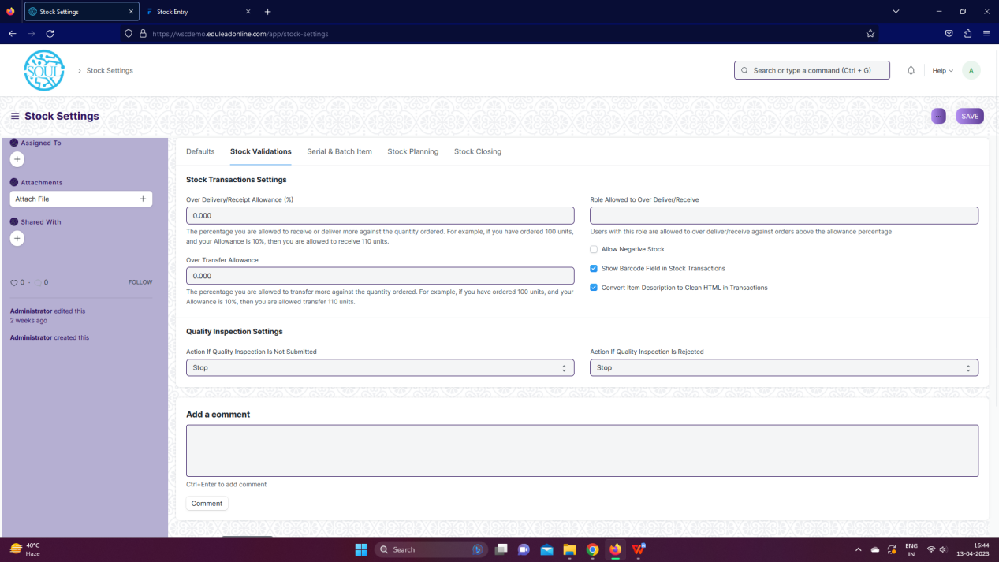 Stock Settings
Stock Entry
https://wscdemo.eduleadonline.com/app/stock-settings
SOUL
Stock Settings
Search or type a command (Ctrl + G)
Help
A
Stock Settings
SAVE
Assigned To
Attachments
Attach File
Shared With
0 · 0
FOLLOW
Administrator edited this
2 weeks ago
Administrator created this
Defaults
Stock Validations
Serial & Batch Item
Stock Planning
Stock Closing
Stock Transactions Settings
Over Delivery/Receipt Allowance (%)
0.000
The percentage you are allowed to receive or deliver more against the quantity ordered. For example, if you have ordered 100 units,
and your Allowance is 10%, then you are allowed to receive 110 units.
Over Transfer Allowance
0.000
The percentage you are allowed to transfer more against the quantity ordered. For example, if you have ordered 100 units, and your
Allowance is 10%, then you are allowed transfer 110 units.
Role Allowed to Over Deliver/Receive
Users with this role are allowed to over deliver/receive against orders above the allowance percentage
Allow Negative Stock
Show Barcode Field in Stock Transactions
Convert Item Description to Clean HTML in Transactions
Quality Inspection Settings
Action If Quality Inspection Is Not Submitted
Stop
Action If Quality Inspection Is Rejected
Stop
Add a comment
Ctrl+Enter to add comment
Comment
40°C
Haze
Search
ENG
IN
16:44
13-04-2023